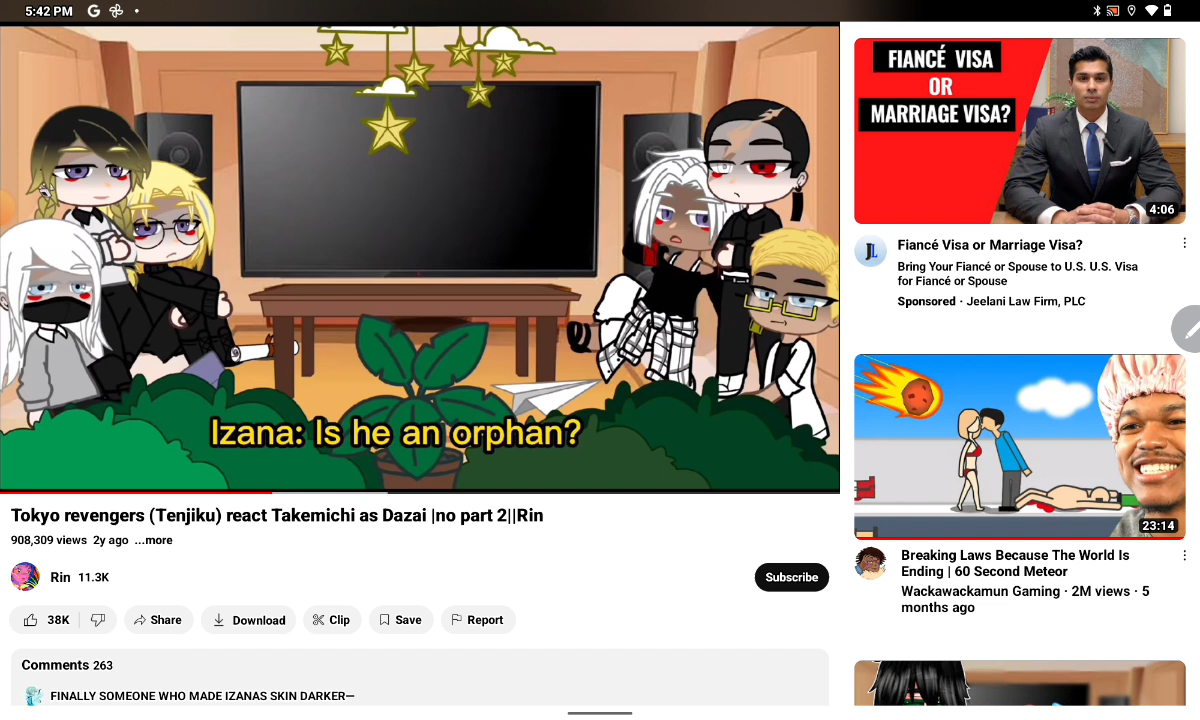 5:42 PM
G
Izana: Is he an orphan?
Tokyo revengers (Tenjiku) react Takemichi as Dazai |no part 2||Rin
908,309 views 2y ago ...more
Rin 11.3K
Subscribe
38K
Share
Download
Clip
Save
Report
Comments 263
FINALLY SOMEONE WHO MADE IZANAS SKIN DARKER—
FIANCÉ VISA
OR
MARRIAGE VISA?
4:06
JL
Fiancé Visa or Marriage Visa?
Bring Your Fiancé or Spouse to U.S. U.S. Visa
for Fiancé or Spouse
Sponsored · Jeelani Law Firm, PLC
23:14
Breaking Laws Because The World Is
Ending | 60 Second Meteor
Wackawackamun Gaming · 2M views · 5
months ago